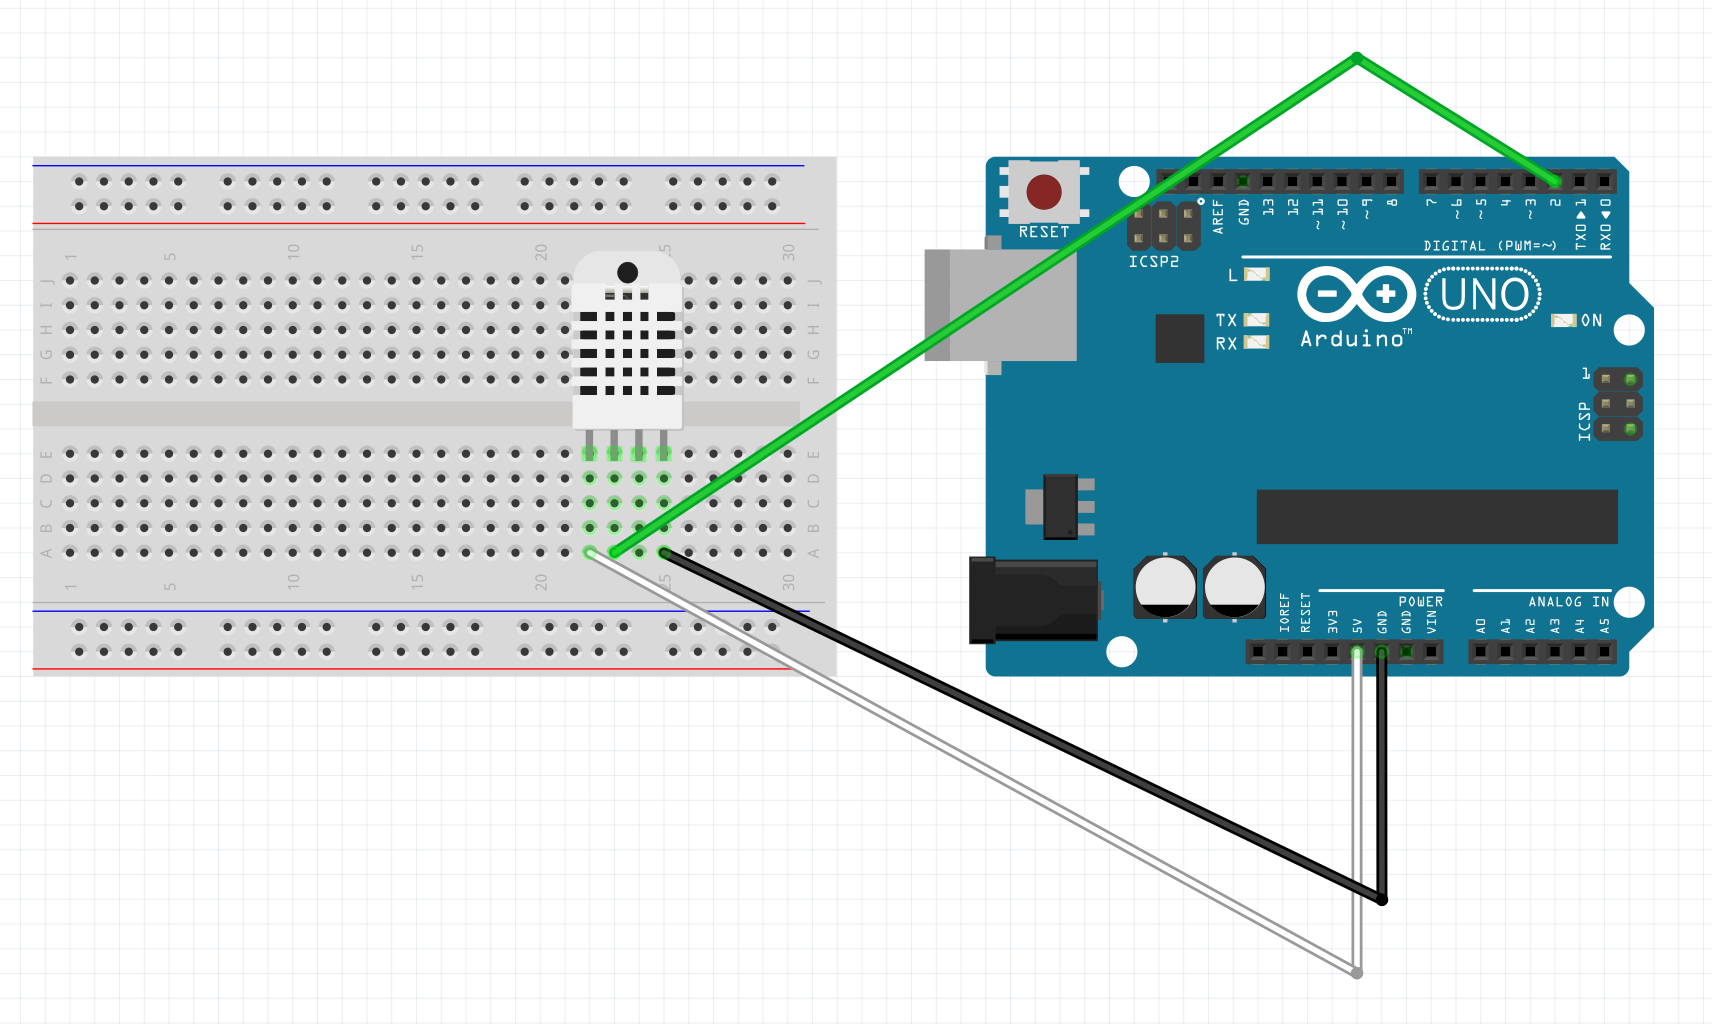 RESET
ICSP2
AREF
GND
13
12
~11
~10
~9
8
7
~6
~5
4
~3
2
TX0▶1
RX0◀0
DIGITAL (PWM=~)
L
TX
RX
UNO
Arduino™
ON
1
ICSP
1 5 10 15 20 25 30
J J
I I
H H
G G
F F
E E
D D
C C
B B
A A
1 5 10 15 20 25 30
POWER
ANALOG IN
IOREF
RESET
3V3
5V
GND
GND
VIN
A0
A1
A2
A3
A4
A5